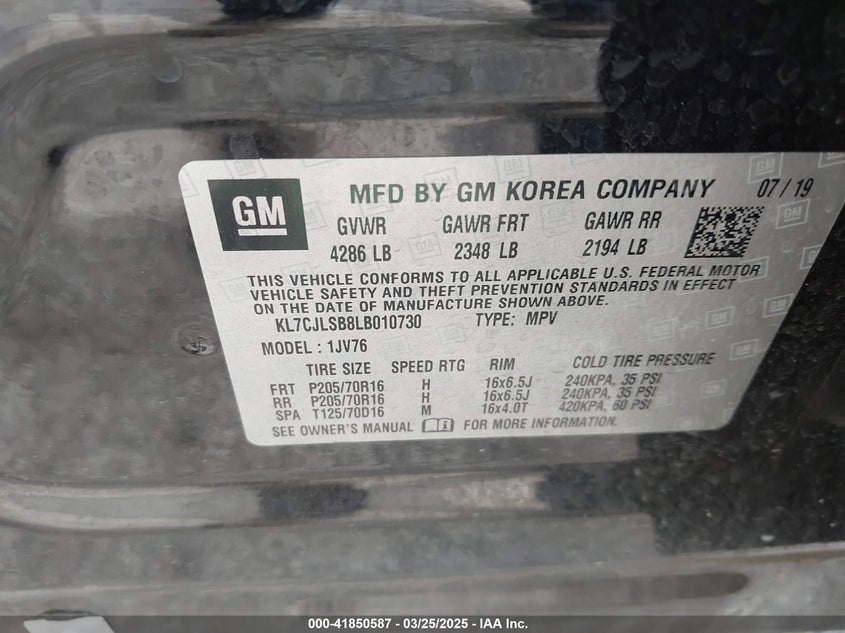 GM
MFD BY GM KOREA COMPANY 07/19
GVWR GAWR FRT GAWR RR
4286 LB 2348 LB 2194 LB
THIS VEHICLE CONFORMS TO ALL APPLICABLE U.S. FEDERAL MOTOR
VEHICLE SAFETY AND THEFT PREVENTION STANDARDS IN EFFECT
ON THE DATE OF MANUFACTURE SHOWN ABOVE.
KL7CJLSB8LB010730 TYPE: MPV
MODEL : 1JV76
TIRE SIZE SPEED RTG RIM COLD TIRE PRESSURE
FRT P205/70R16 H 16x6.5J 240KPA, 35 PSI
RR P205/70R16 H 16x6.5J 240KPA, 35 PSI
SPA T125/70D16 M 16x4.0T 420KPA, 60 PSI
SEE OWNER'S MANUAL FOR MORE INFORMATION.
000-41850587 - 03/25/2025 - IAA Inc.